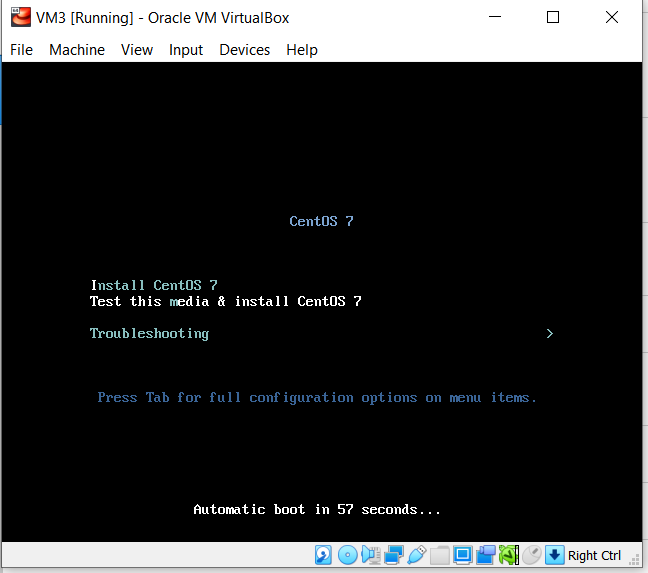 VM3 [Running] - Oracle VM VirtualBox
File Machine View Input Devices Help
CentOS 7
Install CentOS 7
Test this media & install CentOS 7
Troubleshooting >
Press Tab for full configuration options on menu items.
Automatic boot in 57 seconds...
Right Ctrl